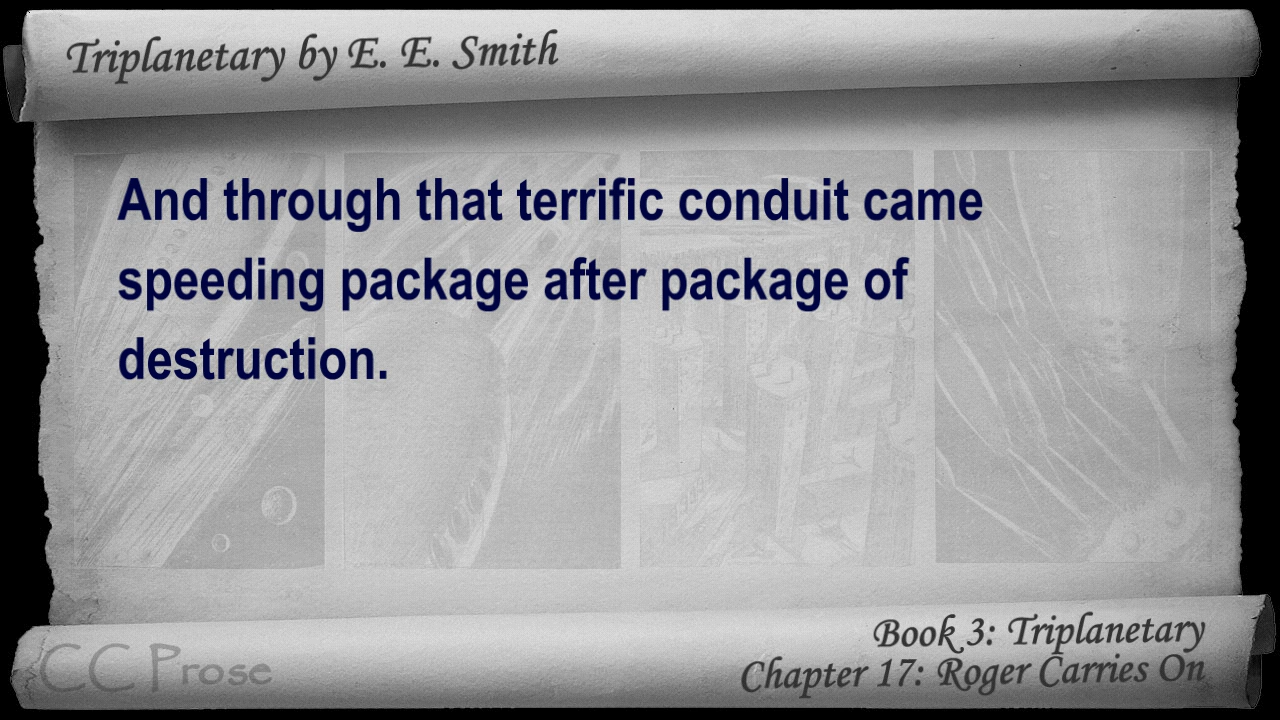 Triplanetary by E. E. Smith
And through that terrific conduit came
speeding package after package of
destruction.
Book 3: Triplanetary
Chapter 17: Roger Carries On
CC Prose